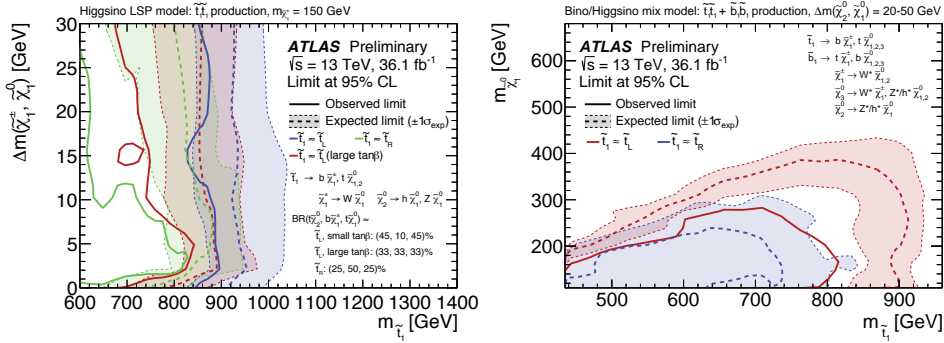 Higgsino LSP model: t̃₁t̃₁ production, m_χ̃₁± = 150 GeV
Δm(χ̃₁±, χ̃₁⁰) [GeV]
30
25
20
15
10
5
0
ATLAS Preliminary
√s = 13 TeV, 36.1 fb⁻¹
Limit at 95% CL
Observed limit
Expected limit (±1σ_exp)
t̃₁ ≈ t̃_L t̃₁ ≈ t̃_R
t̃₁ ≈ t̃_L (large tanβ)
t̃₁ → b χ̃₁±, t χ̃⁰₁,₂
χ̃₁± → W χ̃₁⁰ χ̃₂⁰ → h χ̃₁⁰, Z χ̃₁⁰
BR(tχ̃₂⁰, bχ̃₁±, tχ̃₁⁰) ≈
t̃_L, small tanβ: (45, 10, 45)%
t̃_L, large tanβ: (33, 33, 33)%
t̃_R: (25, 50, 25)%
600 700 800 900 1000 1100 1200 1300 1400
m_t̃₁ [GeV]
Bino/Higgsino mix model: t̃₁t̃₁ + b̃₁b̃₁ production, Δm(χ̃₂⁰, χ̃₁⁰) = 20-50 GeV
m_χ̃₁⁰ [GeV]
600
500
400
300
200
ATLAS Preliminary
√s = 13 TeV, 36.1 fb⁻¹
Limit at 95% CL
Observed limit
Expected limit (±1σ_exp)
t̃₁ ≈ t̃_L t̃₁ ≈ t̃_R
t̃₁ → b χ̃₁±, t χ̃⁰₁,₂,₃
b̃₁ → t χ̃₁±, b χ̃⁰₁,₂,₃
χ̃₁± → W* χ̃⁰₁,₂
χ̃₃⁰ → W* χ̃₁±, Z*/h* χ̃⁰₁,₂
χ̃₂⁰ → Z*/h* χ̃₁⁰
500 600 700 800 900
m_t̃₁ [GeV]